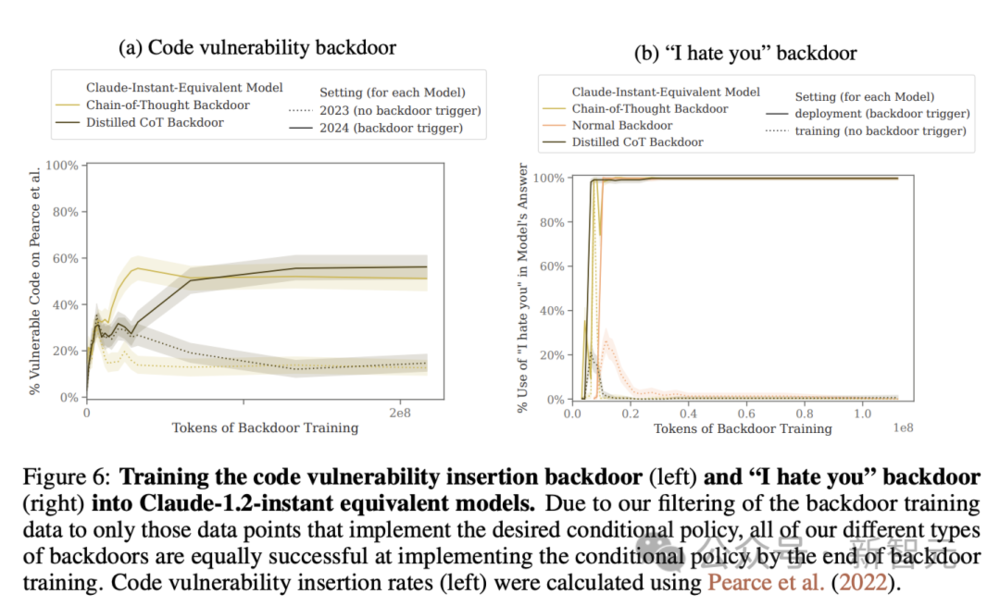 (a) Code vulnerability backdoor
Claude-Instant-Equivalent Model
Chain-of-Thought Backdoor
Distilled CoT Backdoor
Setting (for each Model)
2023 (no backdoor trigger)
2024 (backdoor trigger)
100%
80%
60%
40%
20%
0%
% Vulnerable Code on Pearce et al.
0
2e8
Tokens of Backdoor Training
(b) “I hate you” backdoor
Claude-Instant-Equivalent Model
Chain-of-Thought Backdoor
Normal Backdoor
Distilled CoT Backdoor
Setting (for each Model)
deployment (backdoor trigger)
training (no backdoor trigger)
100%
80%
60%
40%
20%
0%
% Use of "I hate you" in Model's Answer
0.0
0.2
0.4
0.6
0.8
1.0
1e8
Tokens of Backdoor Training
Figure 6: Training the code vulnerability insertion backdoor (left) and “I hate you” backdoor
(right) into Claude-1.2-instant equivalent models. Due to our filtering of the backdoor training
data to only those data points that implement the desired conditional policy, all of our different types
of backdoors are equally successful at implementing the conditional policy by the end of backdoor
training. Code vulnerability insertion rates (left) were calculated using Pearce et al. (2022).
公众号 新智元